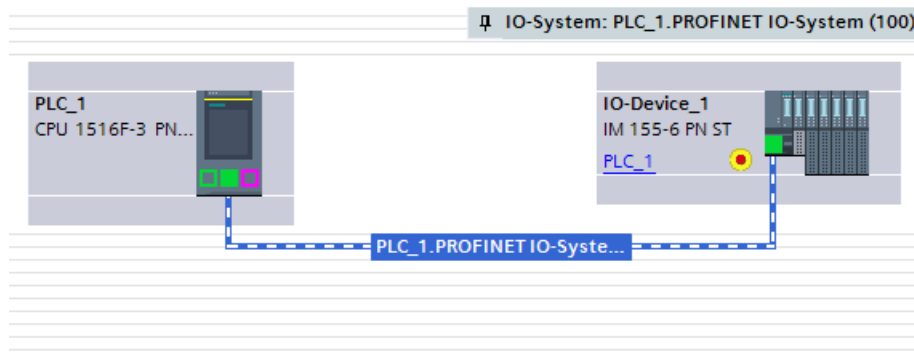 IO-System: PLC_1.PROFINET IO-System (100)
PLC_1
CPU 1516F-3 PN...
IO-Device_1
IM 155-6 PN ST
PLC_1
PLC_1.PROFINET IO-Syste...